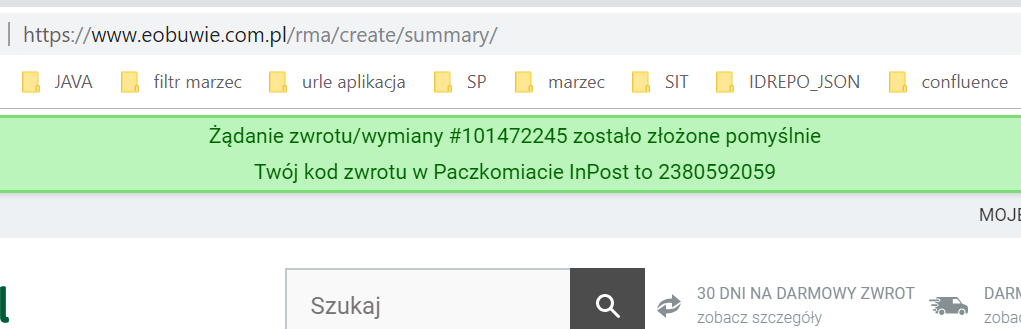 https://www.eobuwie.com.pl/rma/create/summary/
JAVA filtr marzec urle aplikacja SP marzec SIT IDREPO_JSON confluence
Żądanie zwrotu/wymiany #101472245 zostało złożone pomyślnie
Twój kod zwrotu w Paczkomiacie InPost to 2380592059
MOJE
Szukaj
30 DNI NA DARMOWY ZWROT
zobacz szczegóły
DARM
zobac